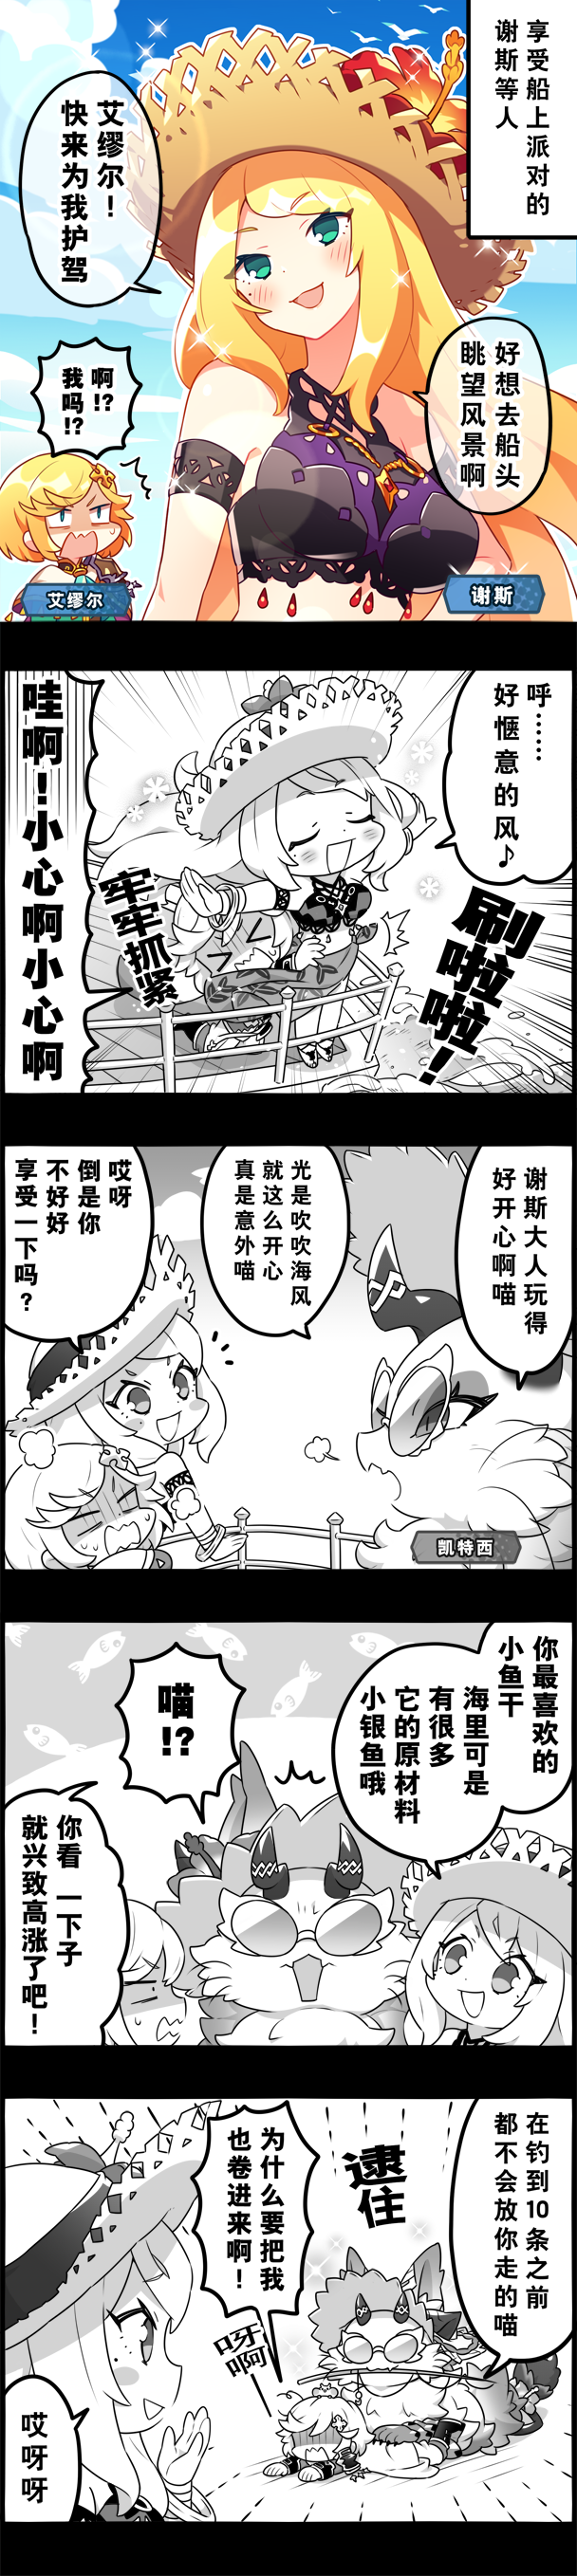 享受船上派对的
谢斯等人
艾缪尔！
快来为我护驾
好想去船头
眺望风景啊
啊!?
我吗!?
艾缪尔
谢斯
呼……
好惬意的风♪
刷啦啦！
牢牢抓紧
哇啊！小心啊小心啊
谢斯大人玩得
好开心啊喵
光是吹吹海风
就这么开心
真是意外喵
哎呀
倒是你
不好好
享受一下吗？
凯特西
你最喜欢的
小鱼干
海里可是
有很多
它的原材料
小银鱼哦
喵!?
你看 一下子
就兴致高涨了吧！
在钓到10条之前
都不会放你走的喵
逮住
为什么要把我
也卷进来啊！
呀啊
哎呀呀